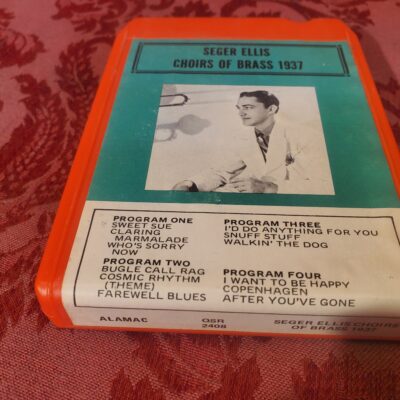 SEGER ELLIS
CHOIRS OF BRASS 1937
PROGRAM ONE
SWEET SUE
CLARING
MARMALADE
WHO'S SORRY
NOW
PROGRAM TWO
BUGLE CALL RAG
COSMIC RHYTHM
(THEME)
FAREWELL BLUES
PROGRAM THREE
I'D DO ANYTHING FOR YOU
SNUFF STUFF
WALKIN' THE DOG
PROGRAM FOUR
I WANT TO BE HAPPY
COPENHAGEN
AFTER YOU'VE GONE
ALAMAC
QSR
2408
SEGER ELLIS CHOIRS
OF BRASS 1937